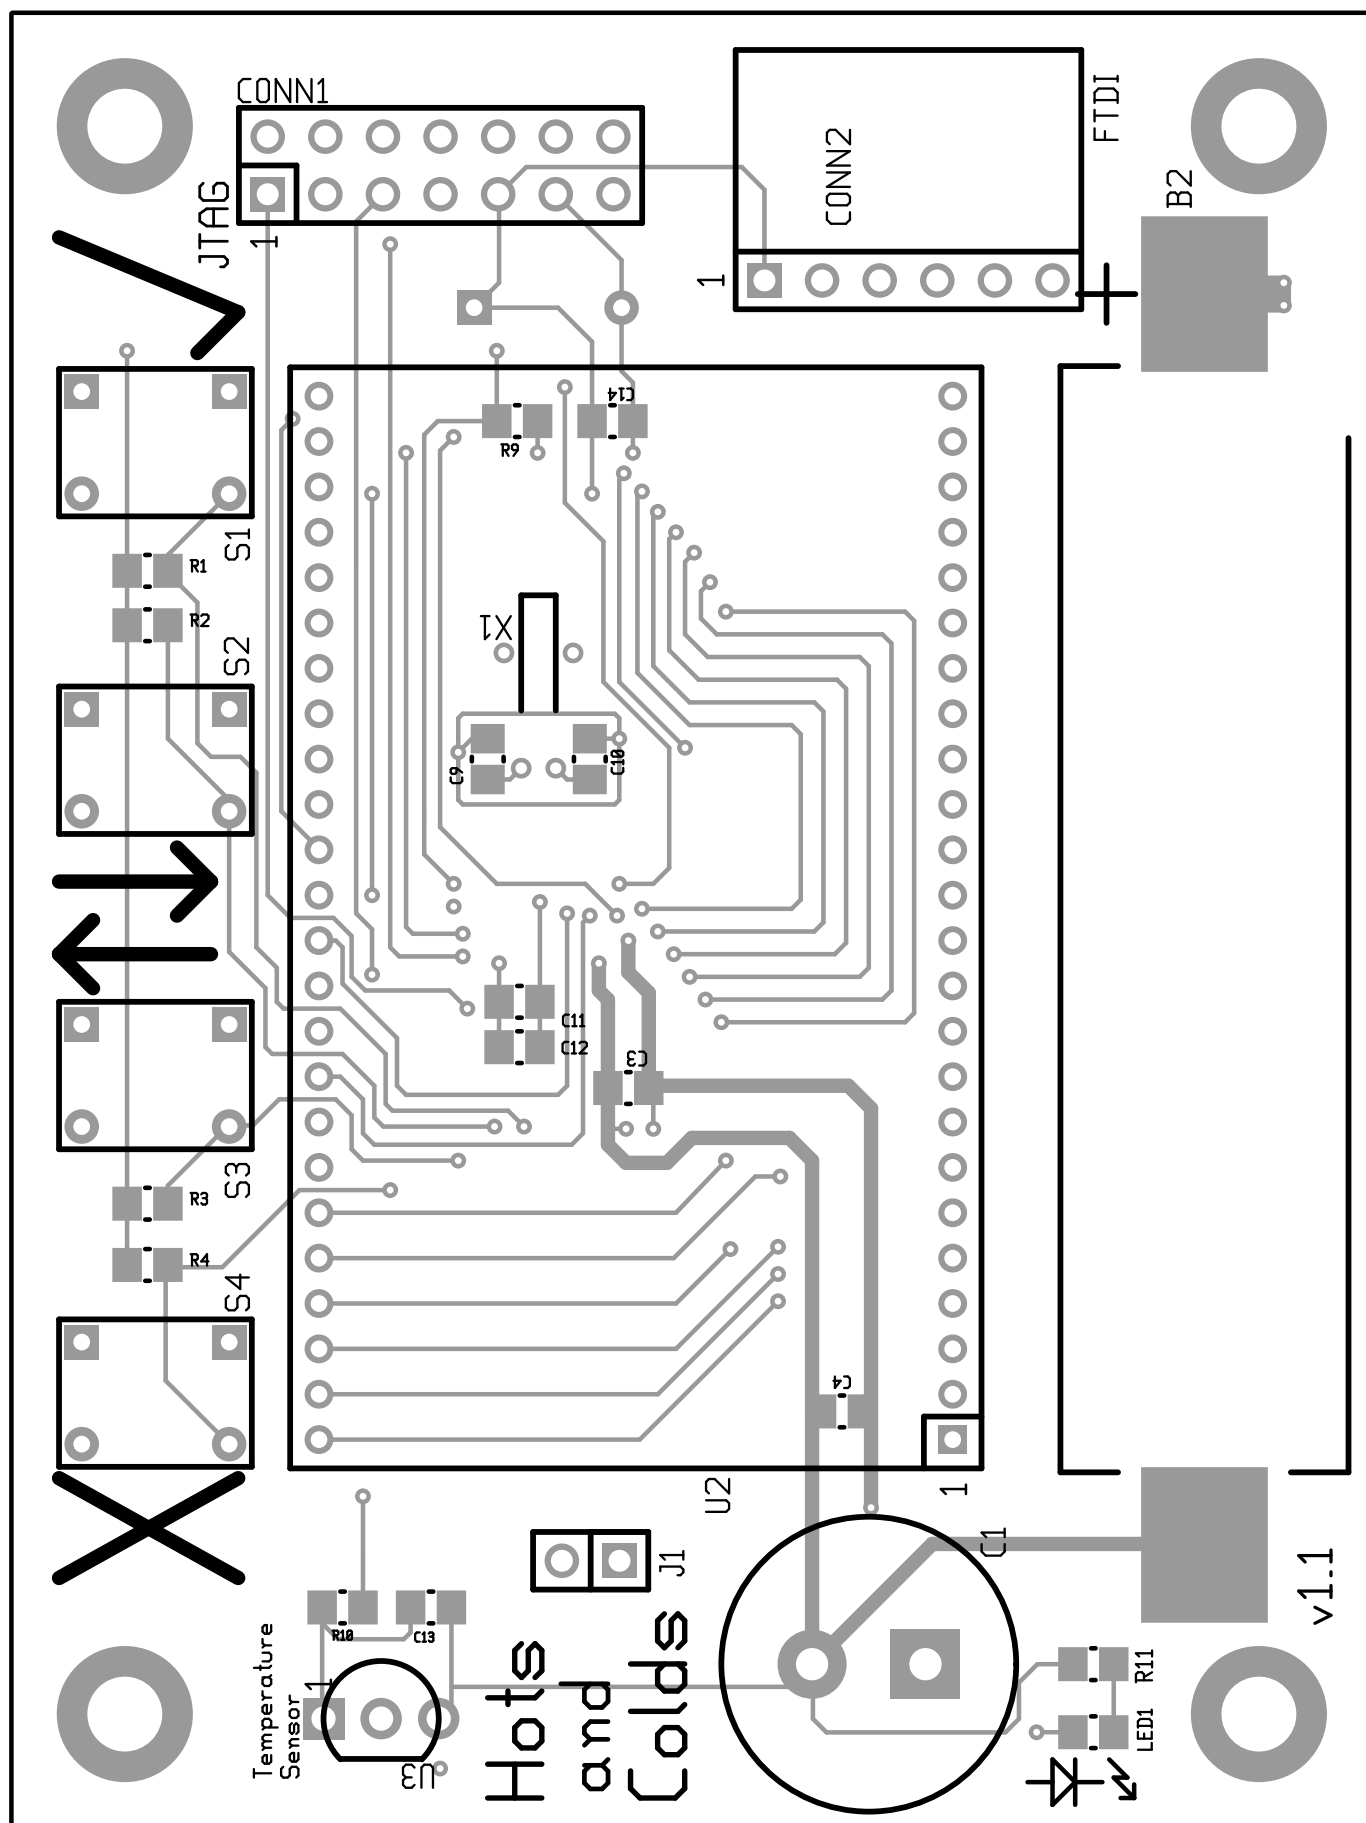 CONN1
FTDI
CONN2
B2
JTAG
1
1
C14
R9
S1
R1
R2
X1
S2
C9
C10
C11
C12
C3
S3
R3
R4
S4
C4
U2
1
C1
J1
v1.1
R10
C13
Temperature
Sensor
1
U3
Hots
and
Colds
R11
LED1